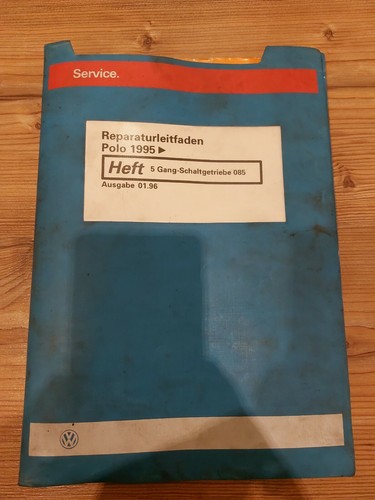 Service.
Reparaturleitfaden
Polo 1995 ►
Heft 5 Gang-Schaltgetriebe 085
Ausgabe 01.96